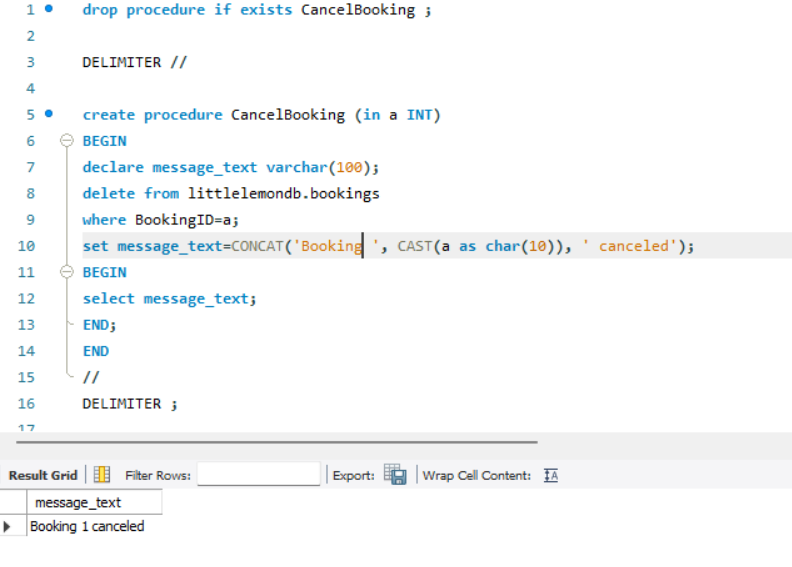 1 drop procedure if exists CancelBooking ;
2
3 DELIMITER //
4
5 create procedure CancelBooking (in a INT)
6 BEGIN
7 declare message_text varchar(100);
8 delete from littlelemondb.bookings
9 where BookingID=a;
10 set message_text=CONCAT('Booking ', CAST(a as char(10)), ' canceled');
11 BEGIN
12 select message_text;
13 END;
14 END
15 //
16 DELIMITER ;
17
Result Grid Filter Rows: Export: Wrap Cell Content: IA
message_text
Booking 1 canceled